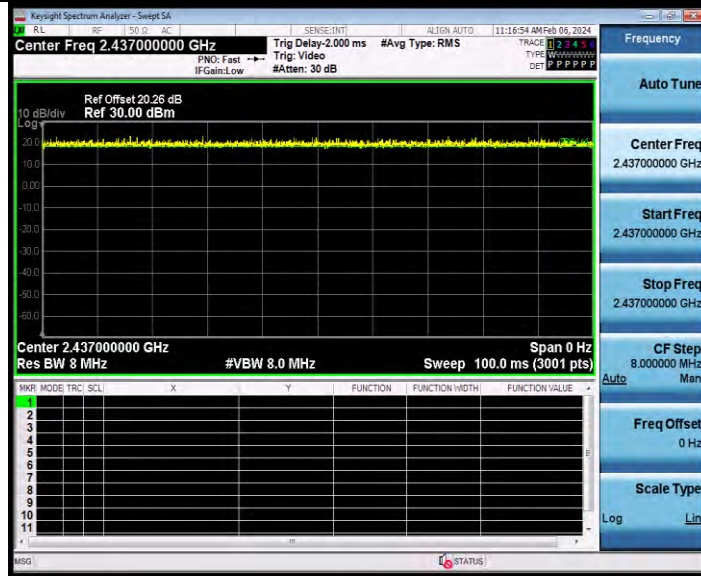 Keysight Spectrum Analyzer - Swept SA
RL RF 50 Ω AC SENSE:INT ALIGN AUTO 11:16:54 AM Feb 06, 2024
Center Freq 2.437000000 GHz
Trig Delay-2.000 ms #Avg Type: RMS
TRACE 1 2 3 4 5 6
PNO: Fast Trig: Video
TYPE WWWWWW
IFGain:Low #Atten: 30 dB
DET P P P P P P
Ref Offset 20.26 dB
10 dB/div Ref 30.00 dBm
Log
20.0
10.0
0.00
-10.0
-20.0
-30.0
-40.0
-50.0
-60.0
Center 2.437000000 GHz Span 0 Hz
Res BW 8 MHz #VBW 8.0 MHz Sweep 100.0 ms (3001 pts)
MKR MODE TRC SCL X Y FUNCTION FUNCTION WIDTH FUNCTION VALUE
1
2
3
4
5
6
7
8
9
10
11
MSG STATUS
Frequency
Auto Tune
Center Freq
2.437000000 GHz
Start Freq
2.437000000 GHz
Stop Freq
2.437000000 GHz
CF Step
8.000000 MHz
Auto Man
Freq Offset
0 Hz
Scale Type
Log Lin